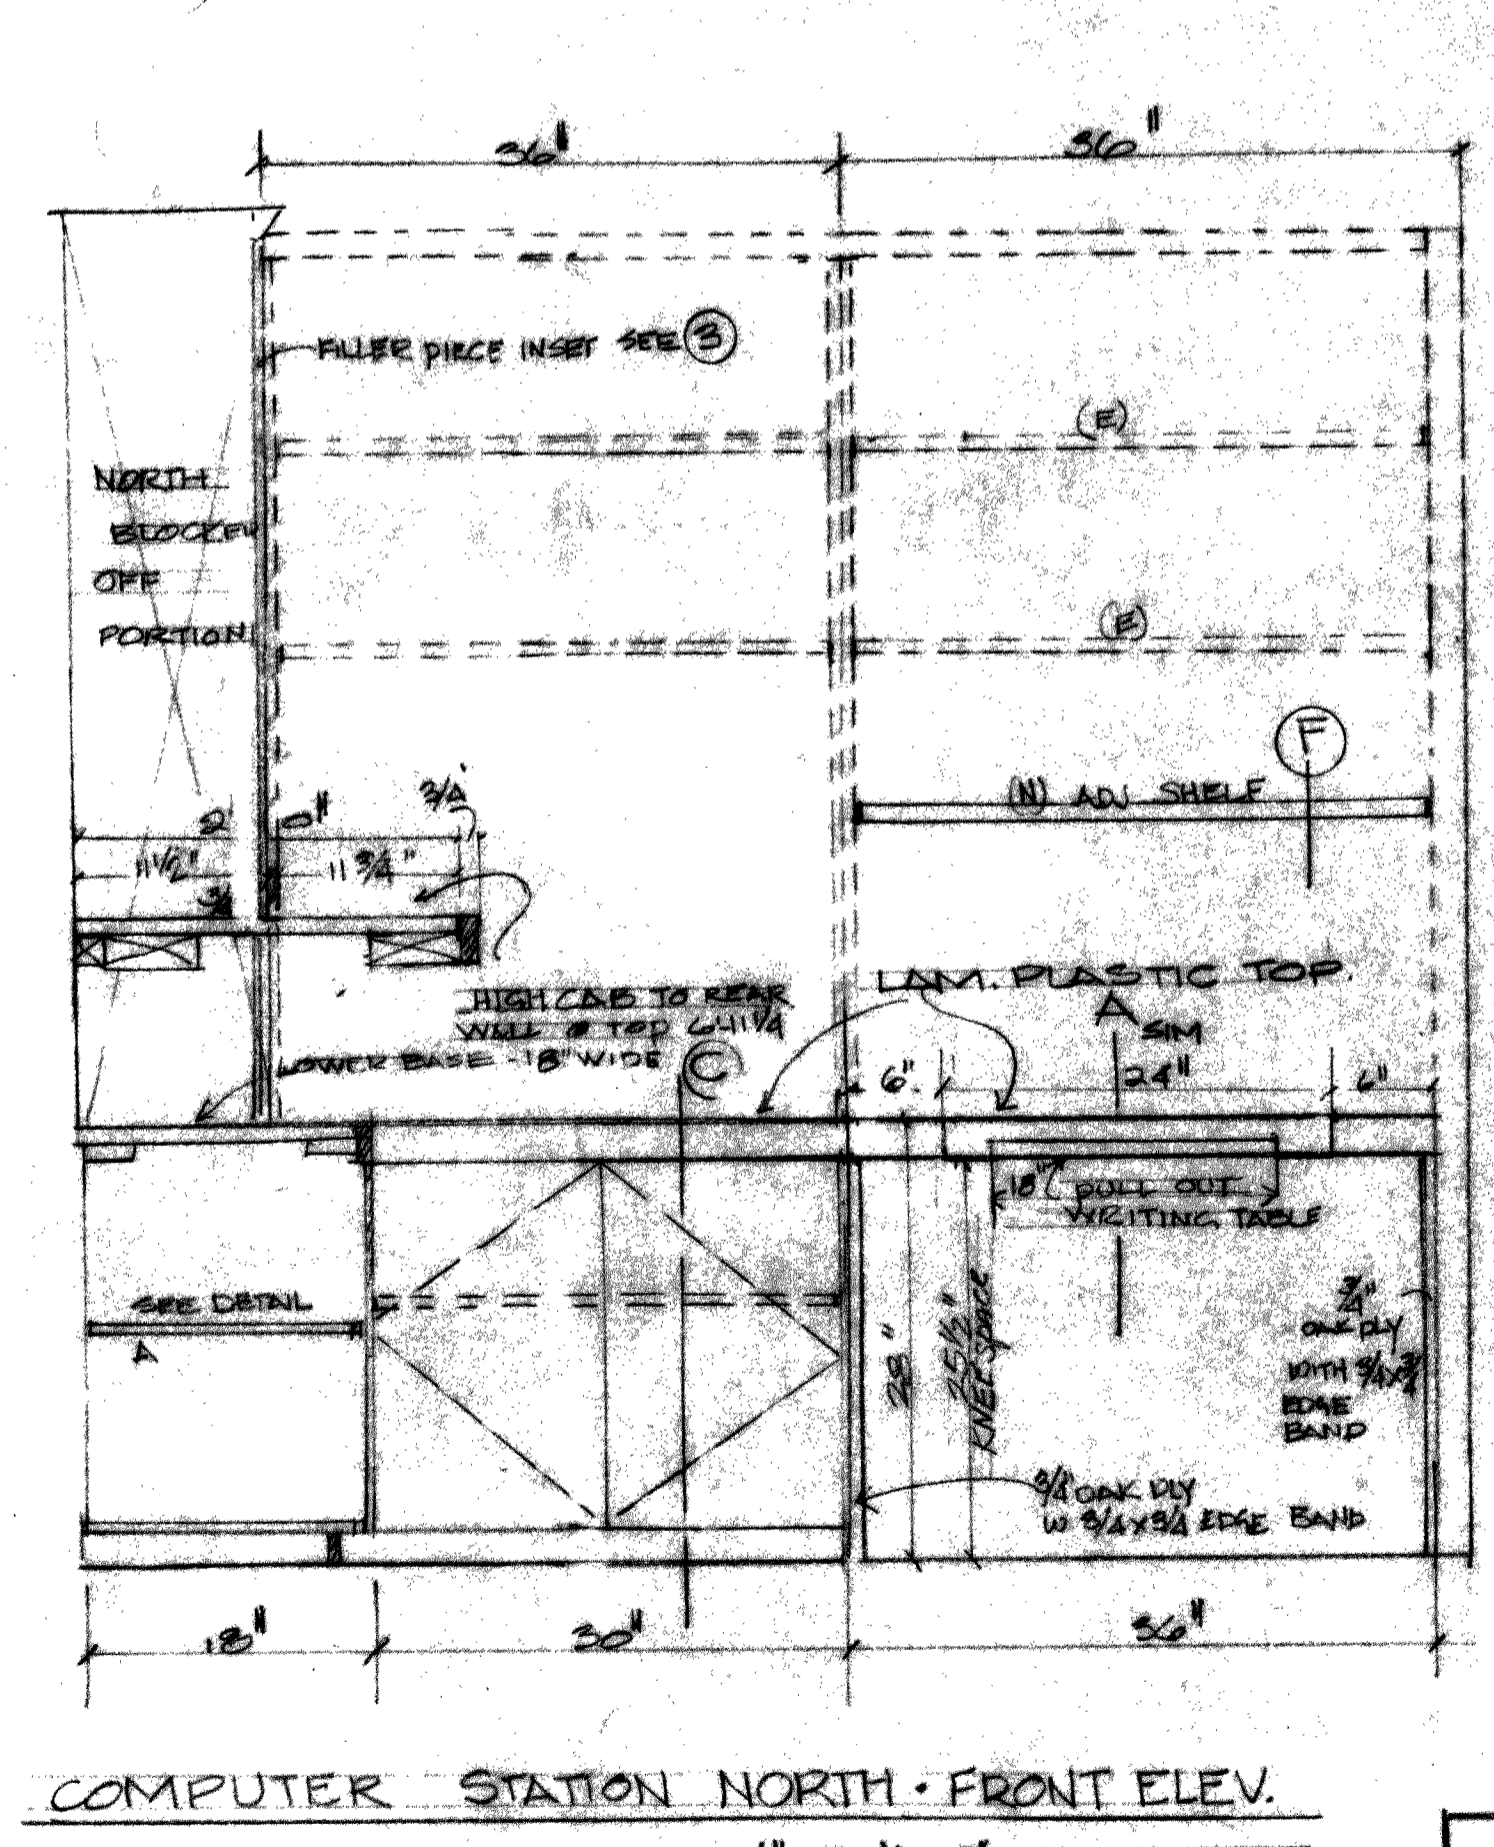 36"
36"
FILLER PIECE INSET SEE 3
(E)
NORTH
BLOCKED
OFF
PORTION
(E)
F
(N) ADJ SHELF
3/4"
2' 0"
11 1/2"
11 3/4"
HIGH CAB TO REAR
WALL @ TOP 6'-11 1/4
LOWER BASE - 18" WIDE
C
LAM. PLASTIC TOP.
A
SIM
6"
24"
6"
18"
PULL OUT
WRITING TABLE
SEE DETAIL
A
28"
25 1/2"
KNEE SPACE
3/4"
OAK PLY
WITH 3/4 x 3/4
EDGE
BAND
3/4 OAK PLY
W 3/4 x 3/4 EDGE BAND
18"
30"
36"
COMPUTER STATION NORTH · FRONT ELEV.